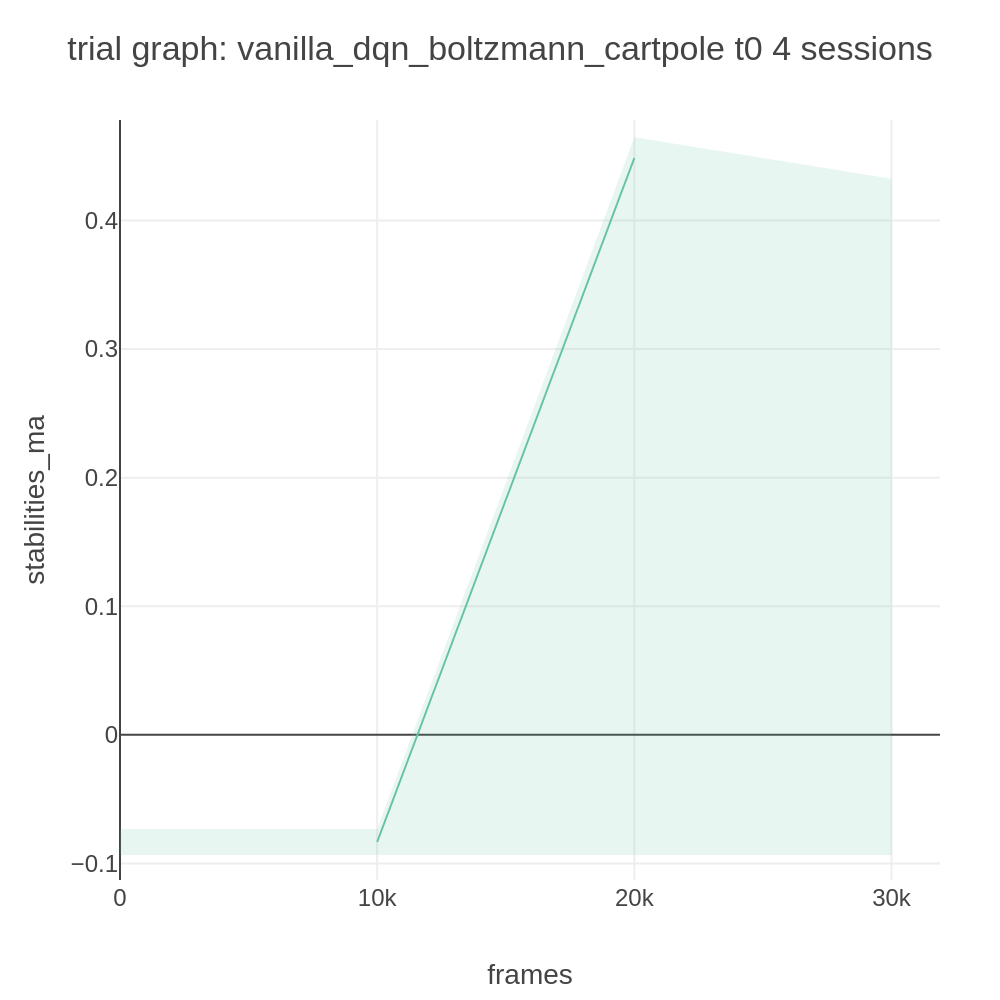 trial graph: vanilla_dqn_boltzmann_cartpole t0 4 sessions
stabilities_ma
0.4
0.3
0.2
0.1
0
−0.1
0
10k
20k
30k
frames